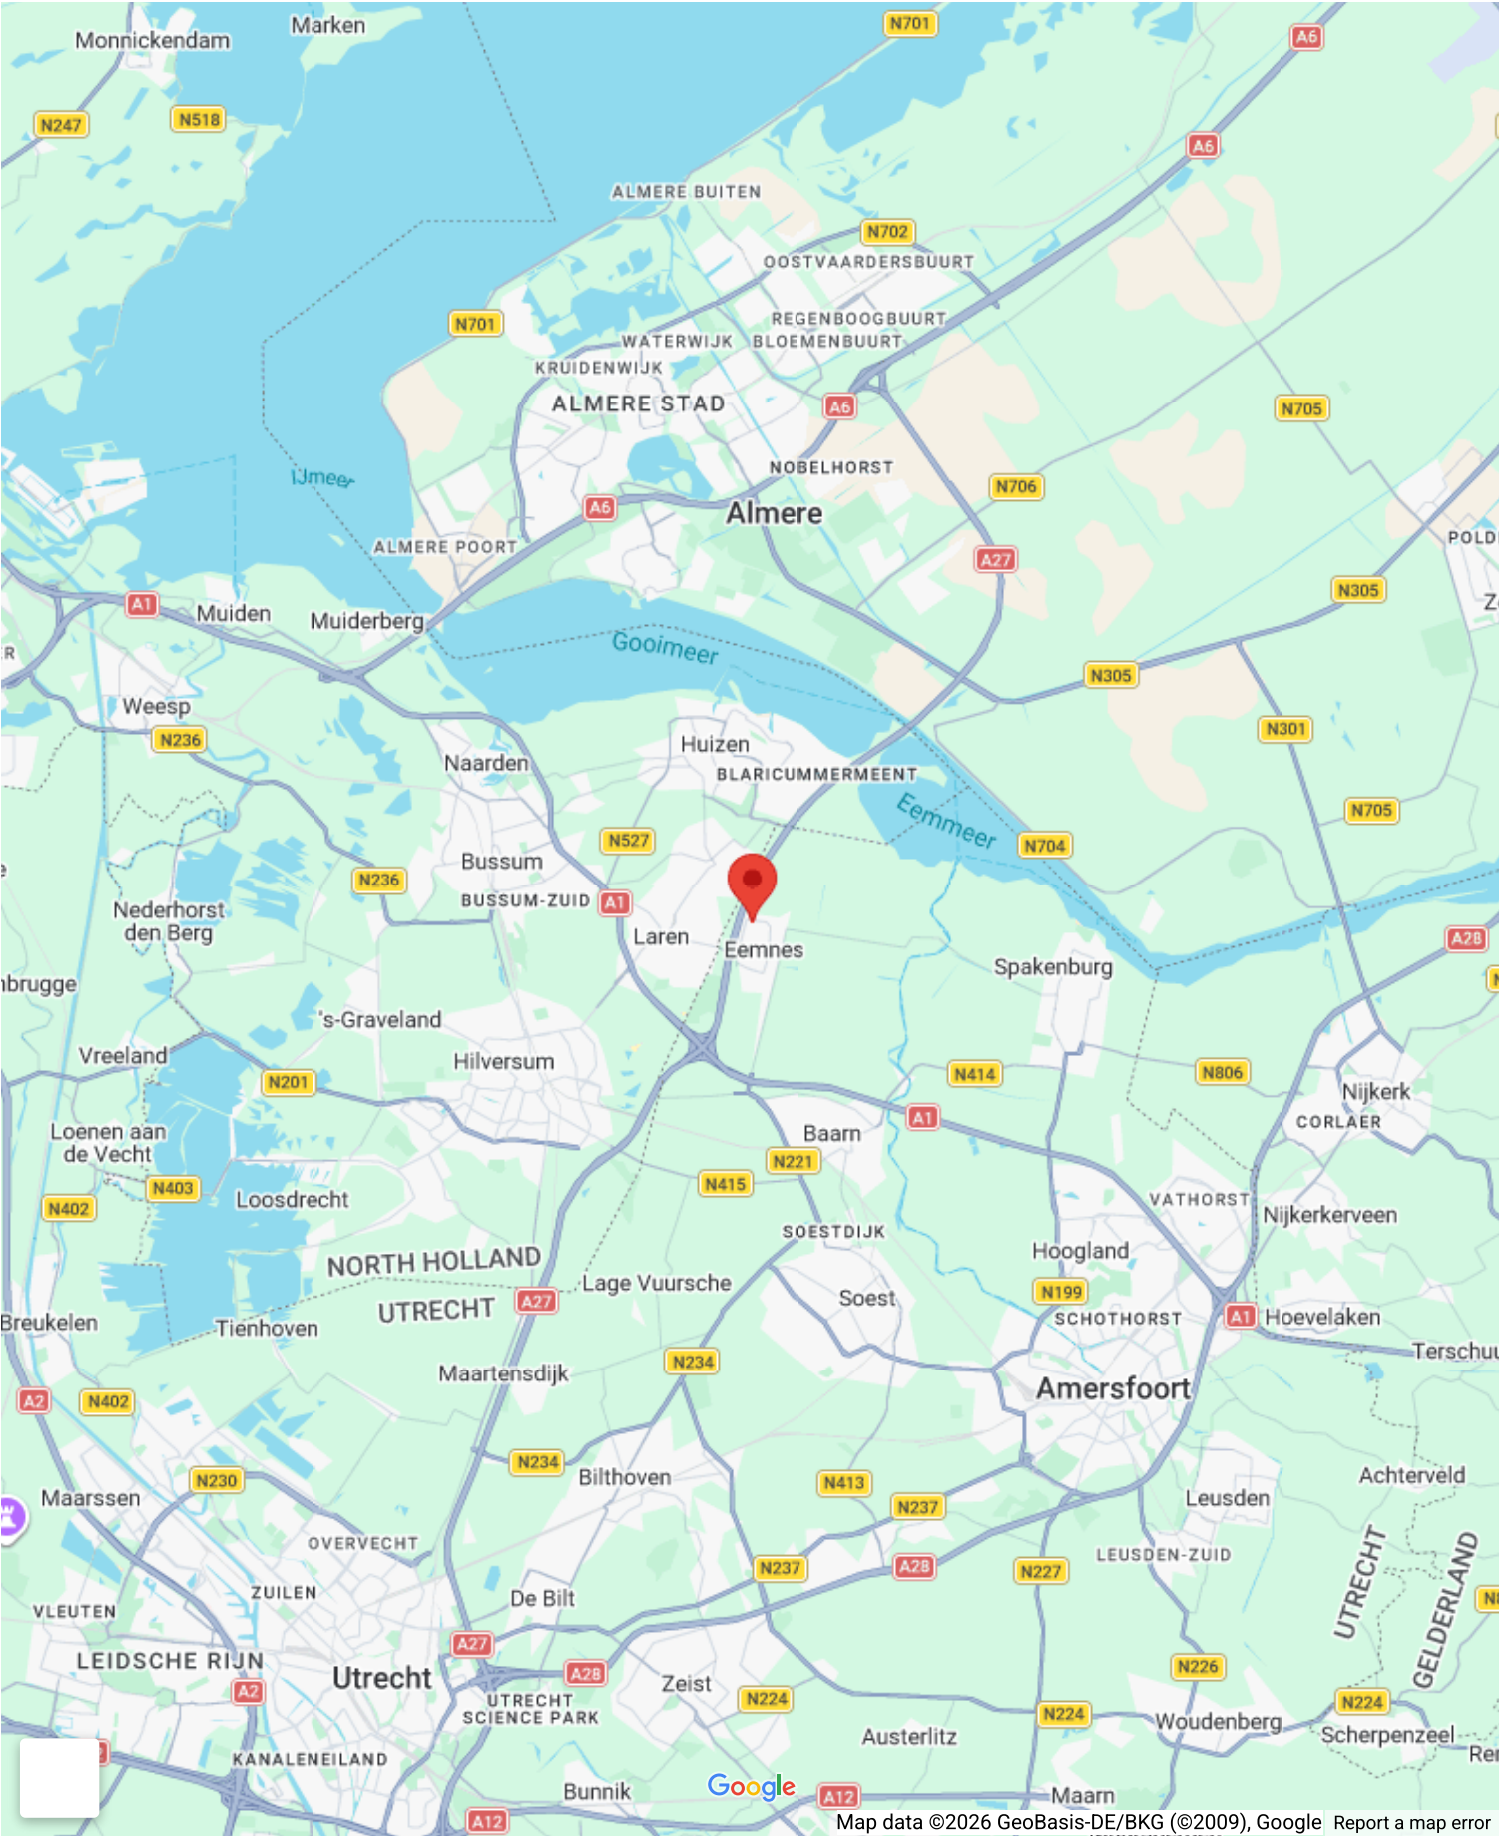 Marken
Monnickendam
N701
A6
N247
N518
A6
ALMERE BUITEN
N702
OOSTVAARDERSBUURT
N701
REGENBOOGBUURT
WATERWIJK
BLOEMENBUURT
KRUIDENWIJK
ALMERE STAD
A6
N705
NOBELHORST
IJmeer
N706
A6
Almere
ALMERE POORT
POLD
A27
N305
A1
Muiden
Muiderberg
Gooimeer
N305
Weesp
N236
N301
Huizen
Naarden
BLARICUMMERMEENT
Eemmeer
N705
N527
N704
Bussum
N236
BUSSUM-ZUID
A1
Nederhorst
den Berg
Laren
Eemnes
A28
Spakenburg
nbrugge
's-Graveland
Vreeland
Hilversum
N201
N414
N806
Nijkerk
A1
CORLAER
Loenen aan
de Vecht
Baarn
N221
N415
N403
N402
Loosdrecht
VATHORST
Nijkerkerveen
SOESTDIJK
NORTH HOLLAND
Hoogland
Lage Vuursche
N199
A27
Soest
UTRECHT
Breukelen
Tienhoven
SCHOTHORST
A1
Hoevelaken
Terschuu
N234
Maartensdijk
Amersfoort
A2
N402
N234
Bilthoven
N230
N413
Achterveld
Maarssen
N237
Leusden
OVERVECHT
LEUSDEN-ZUID
N237
A28
N227
UTRECHT
GELDERLAND
ZUILEN
De Bilt
VLEUTEN
A27
LEIDSCHE RIJN
Utrecht
A28
N226
A2
Zeist
UTRECHT
SCIENCE PARK
N224
N224
N224
Woudenberg
Scherpenzeel
Austerlitz
KANALENEILAND
Bunnik
Google
A12
Maarn
A12
Map data ©2026 GeoBasis-DE/BKG (©2009), Google
Report a map error